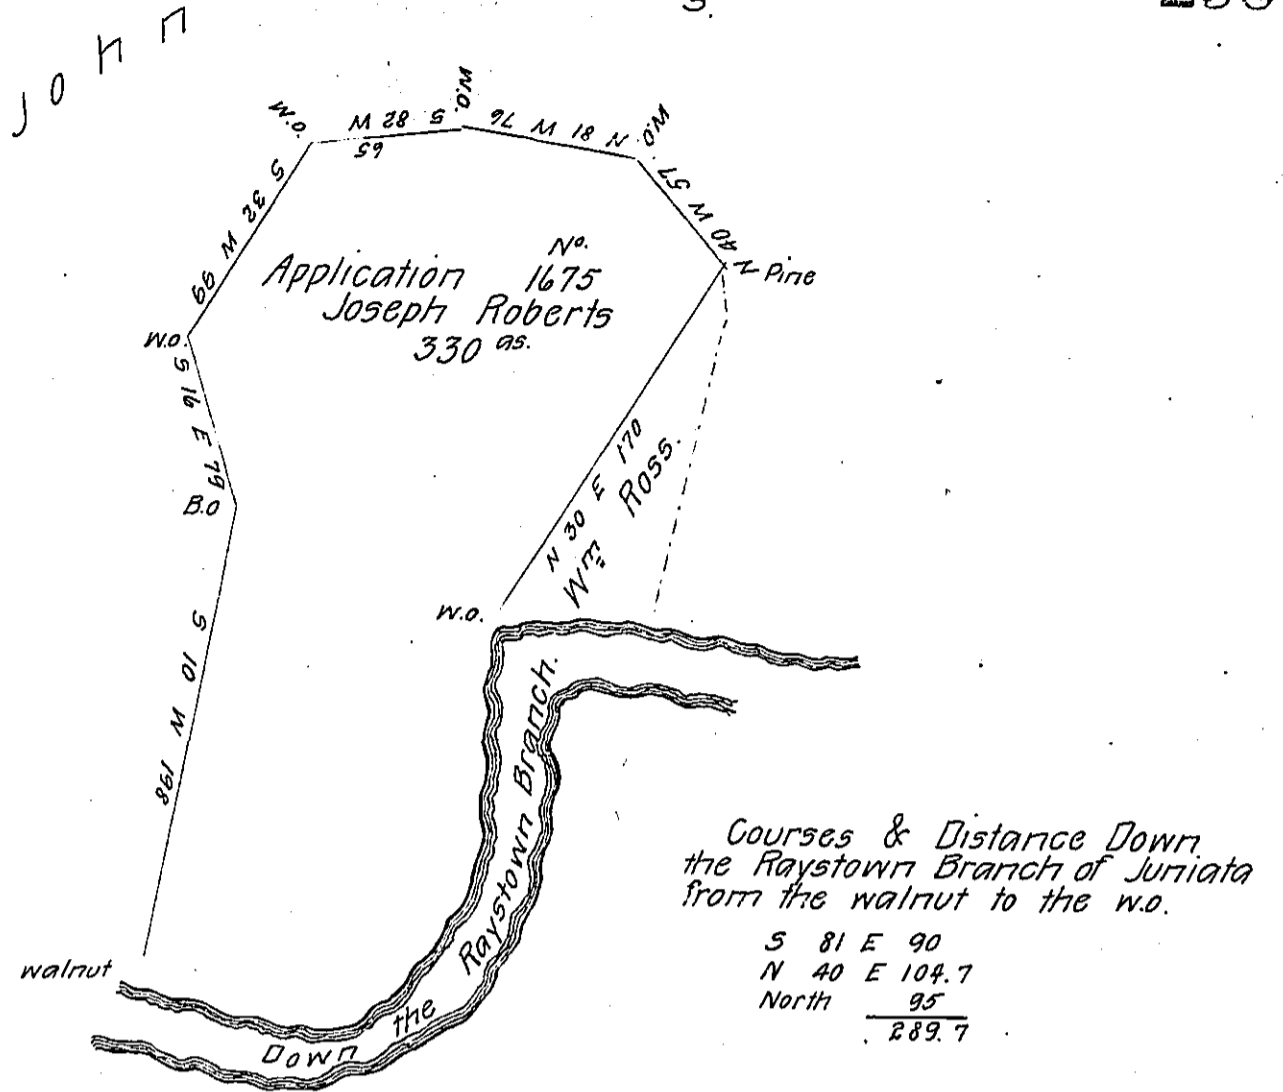 John
W.O.
W.O.
W.O.
S 82 W 65
N 81 W 76
N 40 W 57
Pine
S 32 W 99
No.
Application 1675
Joseph Roberts
330 as.
W.O.
S 16 E 79
B.O
N 30 E 170
Wm Ross.
W.O.
S 10 W 198
walnut
Down the Raystown Branch.
Courses & Distance Down
the Raystown Branch of Juniata
from the walnut to the W.O.
S 81 E 90
N 40 E 104.7
North 95
289.7